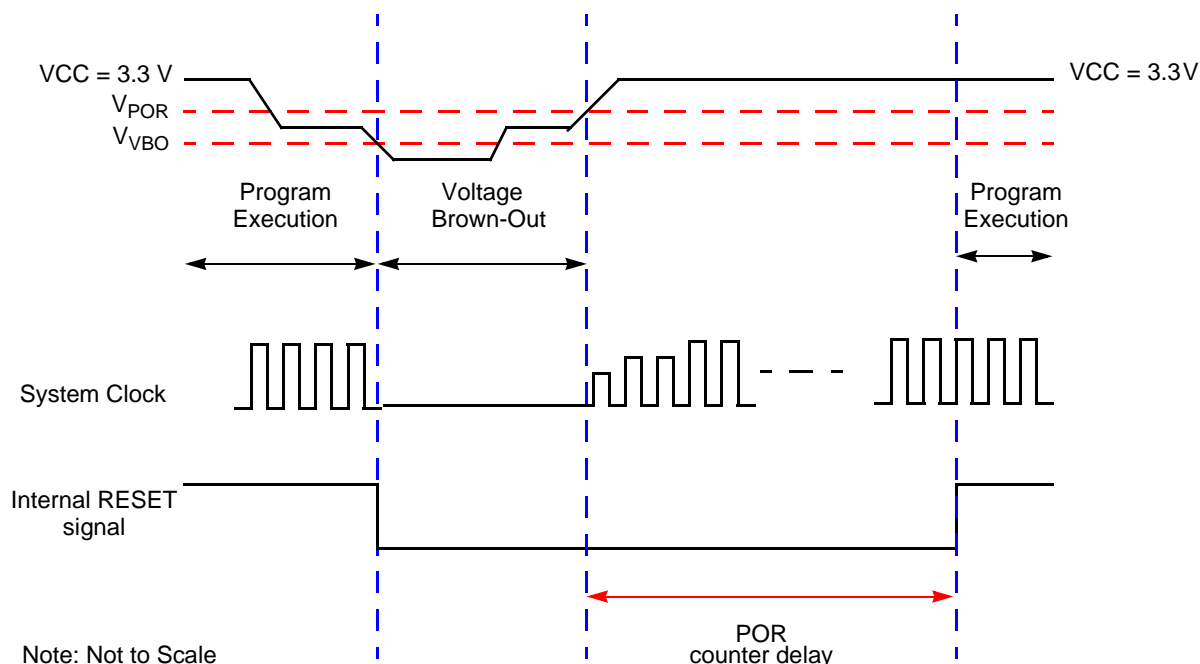 VCC = 3.3 V
VCC = 3.3V
VPOR
VVBO
Program
Execution
Voltage
Brown-Out
Program
Execution
System Clock
Internal RESET
signal
POR
counter delay
Note: Not to Scale